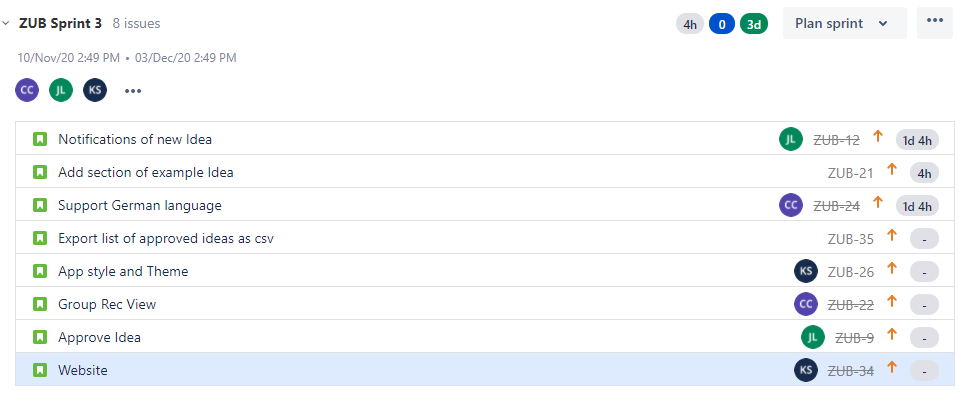 ZUB Sprint 3 8 issues 4h 0 3d Plan sprint
10/Nov/20 2:49 PM • 03/Dec/20 2:49 PM
CC JL KS
Notifications of new Idea JL ZUB-12 1d 4h
Add section of example Idea ZUB-21 4h
Support German language CC ZUB-24 1d 4h
Export list of approved ideas as csv ZUB-35 -
App style and Theme KS ZUB-26 -
Group Rec View CC ZUB-22 -
Approve Idea JL ZUB-9 -
Website KS ZUB-34 -